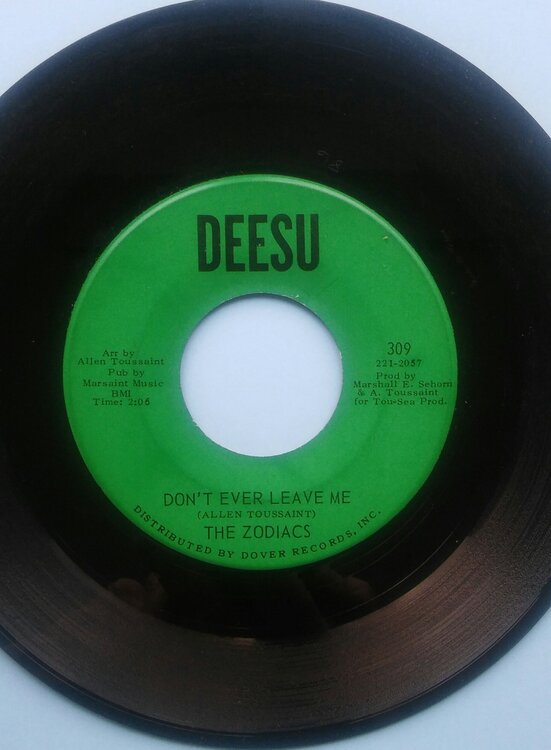 DEESU
Arr by
Allen Toussaint
Pub by
Marsaint Music
BMI
Time: 2:06
309
221-2057
Prod by
Marshall E. Sehorn
& A. Toussaint
for Tou-Sea Prod.
DON'T EVER LEAVE ME
(ALLEN TOUSSAINT)
THE ZODIACS
DISTRIBUTED BY DOVER RECORDS, INC.